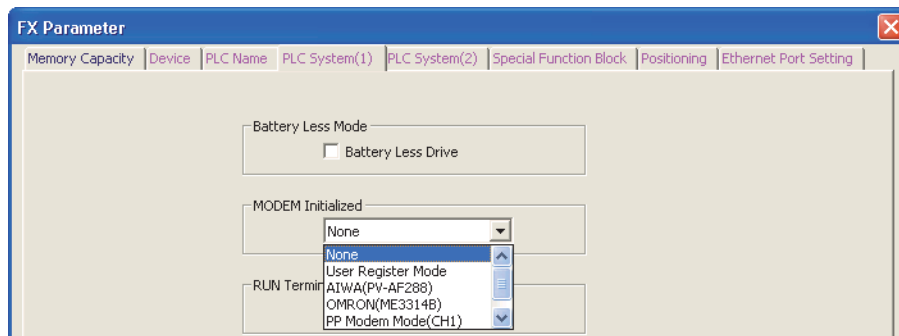 FX Parameter
Memory Capacity Device PLC Name PLC System(1) PLC System(2) Special Function Block Positioning Ethernet Port Setting
Battery Less Mode
Battery Less Drive
MODEM Initialized
None
None
User Register Mode
RUN Termin AIWA(PV-AF288)
OMRON(ME3314B)
PP Modem Mode(CH1)